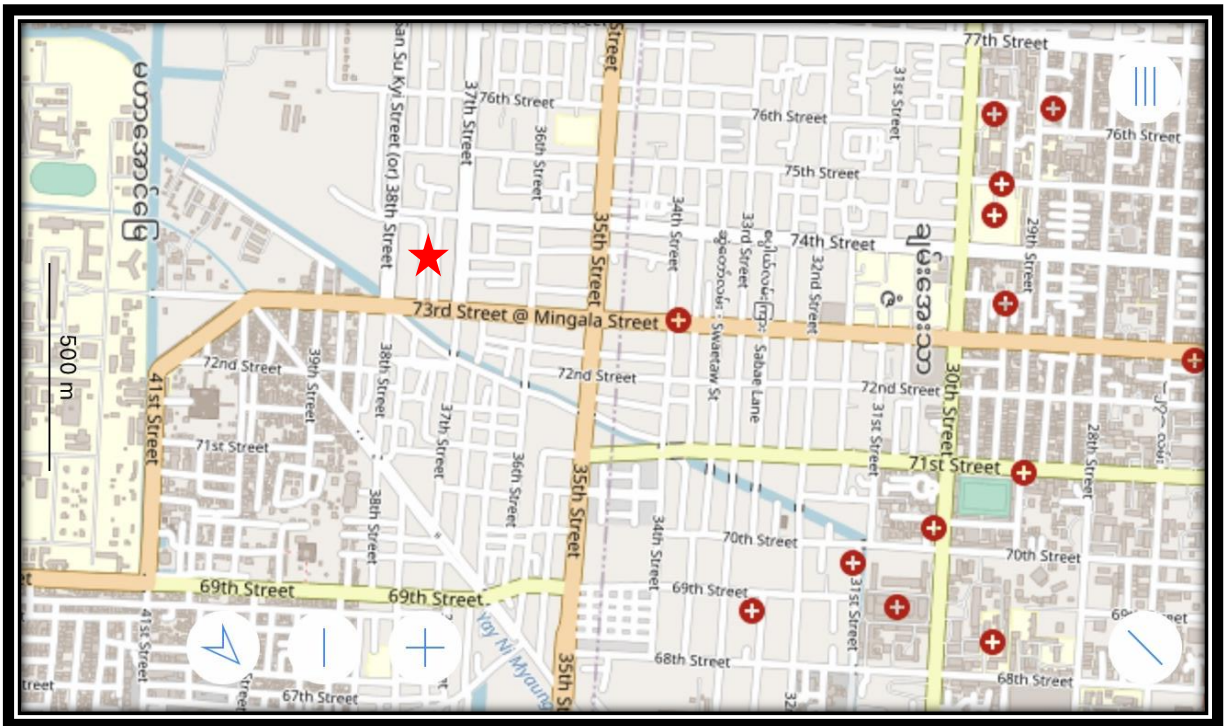 Street
77th Street
San Su Kyi Street (or) 38th Street
37th Street
76th Street
36th Street
76th Street
31st Street
76th Street
75th Street
35th Street
34th Street
33rd Street
74th Street
32nd Street
29th Street
73rd Street @ Mingala Street
Swaetaw St
Sabae Lane
500 m
72nd Street
39th Street
38th Street
72nd Street
72nd Street
30th Street
41st Street
71st Street
37th Street
31st Street
71st Street
28th Street
36th Street
35th Street
38th Street
34th Street
70th Street
70th Street
69th Street
69th Street
69th Street
31st Street
41st Street
Yay Ni Myaung
68th Street
68th Street
67th Street
35th St